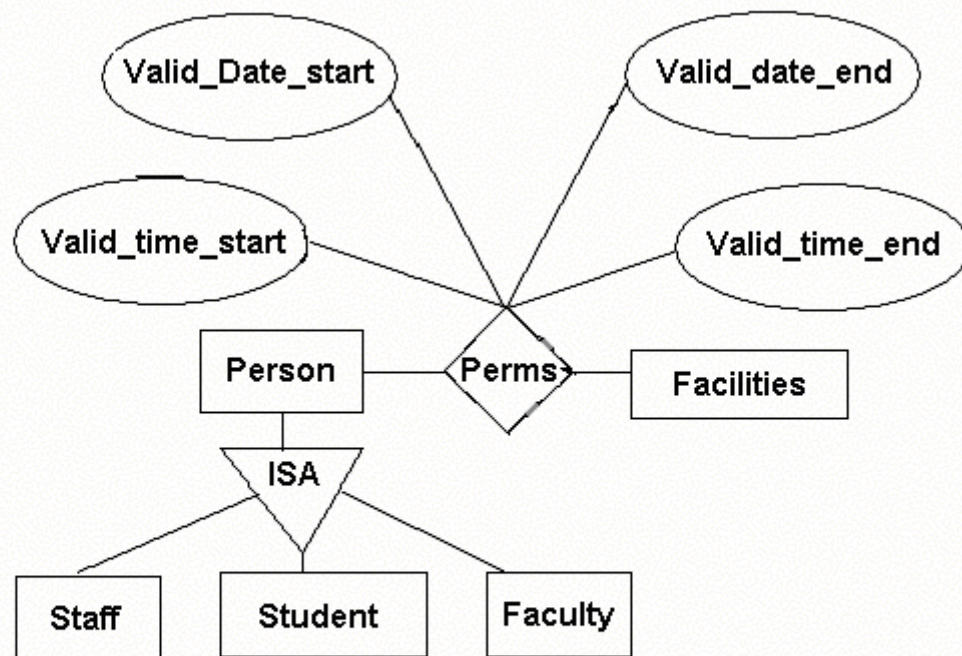 Valid_Date_start
Valid_date_end
Valid_time_start
Valid_time_end
Person
Perms
Facilities
ISA
Staff
Student
Faculty